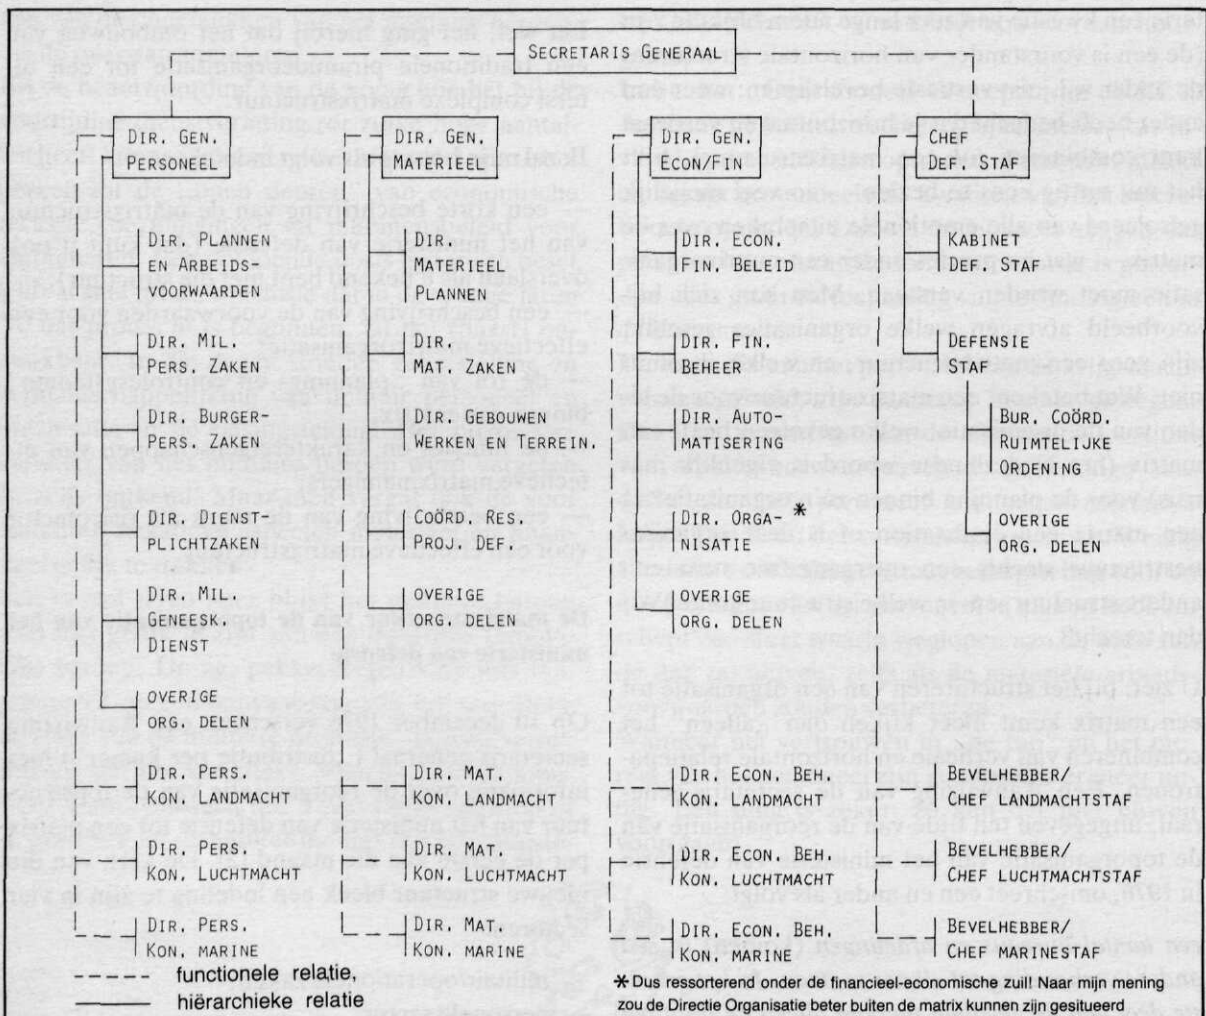 SECRETARIS GENERAAL
DIR. GEN.
PERSONEEL
DIR. PLANNEN
EN ARBEIDS-
VOORWAARDEN
DIR. MIL.
PERS. ZAKEN
DIR. BURGER-
PERS. ZAKEN
DIR. DIENST-
PLICHTZAKEN
DIR. MIL.
GENEESK.
DIENST
OVERIGE
ORG. DELEN
DIR. PERS.
KON. LANDMACHT
DIR. PERS.
KON. LUCHTMACHT
DIR. PERS.
KON. MARINE
DIR. GEN.
MATERIEEL
DIR.
MATERIEEL
PLANNEN
DIR.
MAT. ZAKEN
DIR GEBOUWEN
WERKEN EN TERREIN.
COÖRD. RES.
PROJ. DEF
OVERIGE
ORG. DELEN
DIR. MAT.
KON. LANDMACHT
DIR. MAT.
KON. LUCHTMACHT
DIR. MAT.
KON. MARINE
DIR. GEN.
ECON/FIN.
DIR. ECON.
FIN. BELEID
DIR. FIN.
BEHEER
DIR. AUTO-
MATISERING
DIR. ORGA- *
NISATIE
OVERIGE
ORG. DELEN
DIR. ECON. BEH.
KON. LANDMACHT
DIR. ECON. BEH.
KON. LUCHTMACHT
DIR. ECON. BEH.
KON. MARINE
CHEF
DEF. STAF
KABINET
DEF. STAF
DEFENSIE
STAF
BUR. COÖRD.
RUIMTELIJKE
ORDENING
OVERIGE
ORG. DELEN
BEVELHEBBER/
CHEF LANDMACHTSTAF
BEVELHEBBER/
CHEF LUCHTMACHTSTAF
BEVELHEBBER/
CHEF MARINESTAF
functionele relatie,
hiërarchieke relatie
* Dus ressorterend onder de financieel-economische zuil! Naar mijn mening
zou de Directie Organisatie beter buiten de matrix kunnen zijn gesitueerd